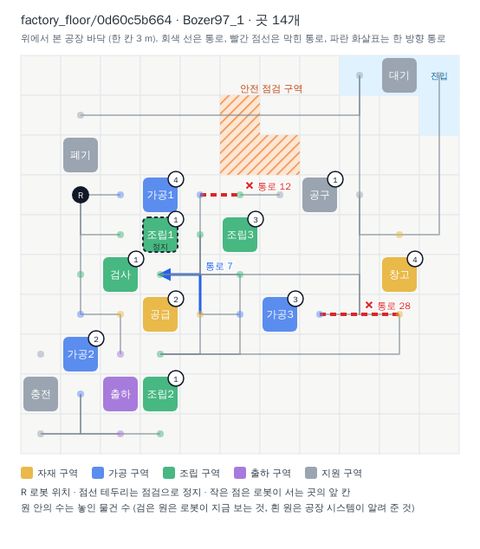 factory_floor/0d60c5b664 · Bozer97_1 · 곳 14개
위에서 본 공장 바닥 (한 칸 3 m). 회색 선은 통로, 빨간 점선은 막힌 통로, 파란 화살표는 한 방향 통로
대기
진입
안전 점검 구역
폐기
R
가공1
4
✕ 통로 12
공구
1
조립1
1
정지
조립3
3
검사
1
통로 7
창고
4
공급
2
가공3
3
✕ 통로 28
가공2
2
충전
출하
조립2
1
자재 구역
가공 구역
조립 구역
출하 구역
지원 구역
R 로봇 위치 · 점선 테두리는 점검으로 정지 · 작은 점은 로봇이 서는 곳의 앞 칸
원 안의 수는 놓인 물건 수 (검은 원은 로봇이 지금 보는 것, 흰 원은 공장 시스템이 알려 준 것)